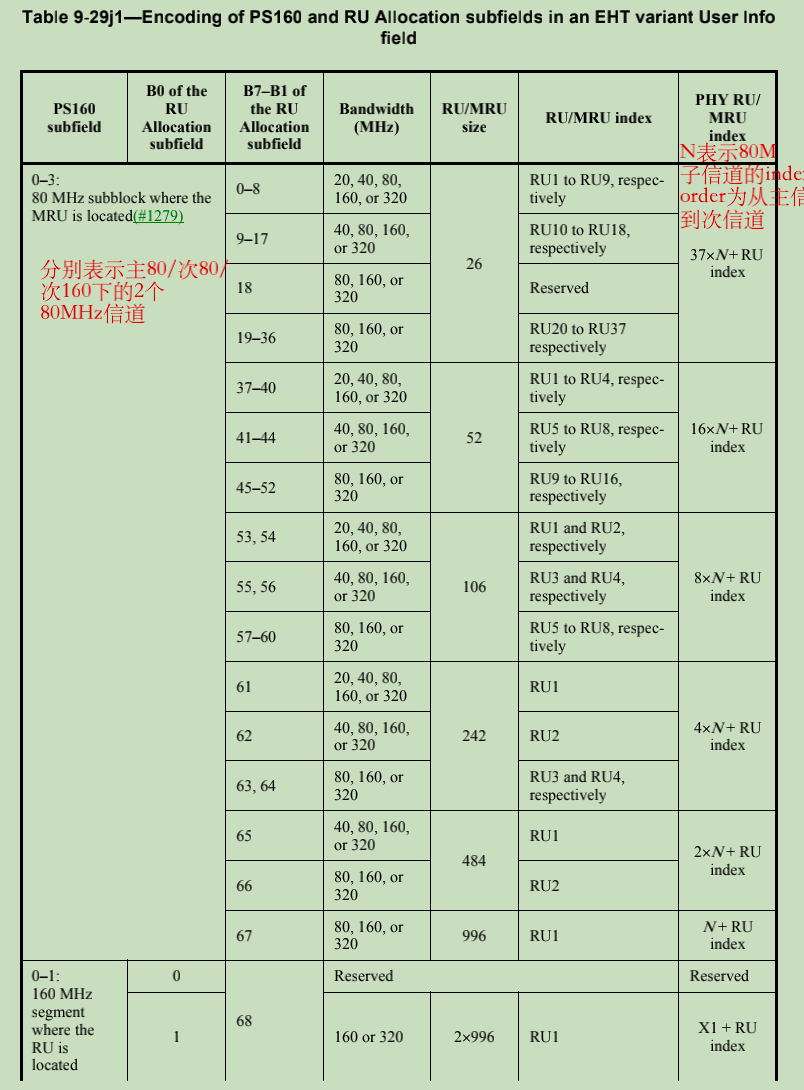 Table 9-29j1—Encoding of PS160 and RU Allocation subfields in an EHT variant User Info
field
PS160
subfield
B0 of the
RU
Allocation
subfield
B7–B1 of
the RU
Allocation
subfield
Bandwidth
(MHz)
RU/MRU
size
RU/MRU index
PHY RU/
MRU
index
N表示80M
子信道的index
order为从主信
到次信道
0–3:
80 MHz subblock where the
MRU is located(#1279)
分别表示主80/次80/
次160下的2个
80MHz信道
0–8
20, 40, 80,
160, or 320
26
RU1 to RU9, respec-
tively
37×N+ RU
index
9–17
40, 80, 160,
or 320
RU10 to RU18,
respectively
18
80, 160, or
320
Reserved
19–36
80, 160, or
320
RU20 to RU37
respectively
37–40
20, 40, 80,
160, or 320
52
RU1 to RU4, respec-
tively
16×N+ RU
index
41–44
40, 80, 160,
or 320
RU5 to RU8, respec-
tively
45–52
80, 160, or
320
RU9 to RU16,
respectively
53, 54
20, 40, 80,
160, or 320
106
RU1 and RU2,
respectively
8×N+ RU
index
55, 56
40, 80, 160,
or 320
RU3 and RU4,
respectively
57–60
80, 160, or
320
RU5 to RU8, respec-
tively
61
20, 40, 80,
160, or 320
242
RU1
4×N+ RU
index
62
40, 80, 160,
or 320
RU2
63, 64
80, 160, or
320
RU3 and RU4,
respectively
65
40, 80, 160,
or 320
484
RU1
2×N+ RU
index
66
80, 160, or
320
RU2
67
80, 160, or
320
996
RU1
N+ RU
index
0–1:
160 MHz
segment
where the
RU is
located
0
68
Reserved
Reserved
1
160 or 320
2×996
RU1
X1 + RU
index